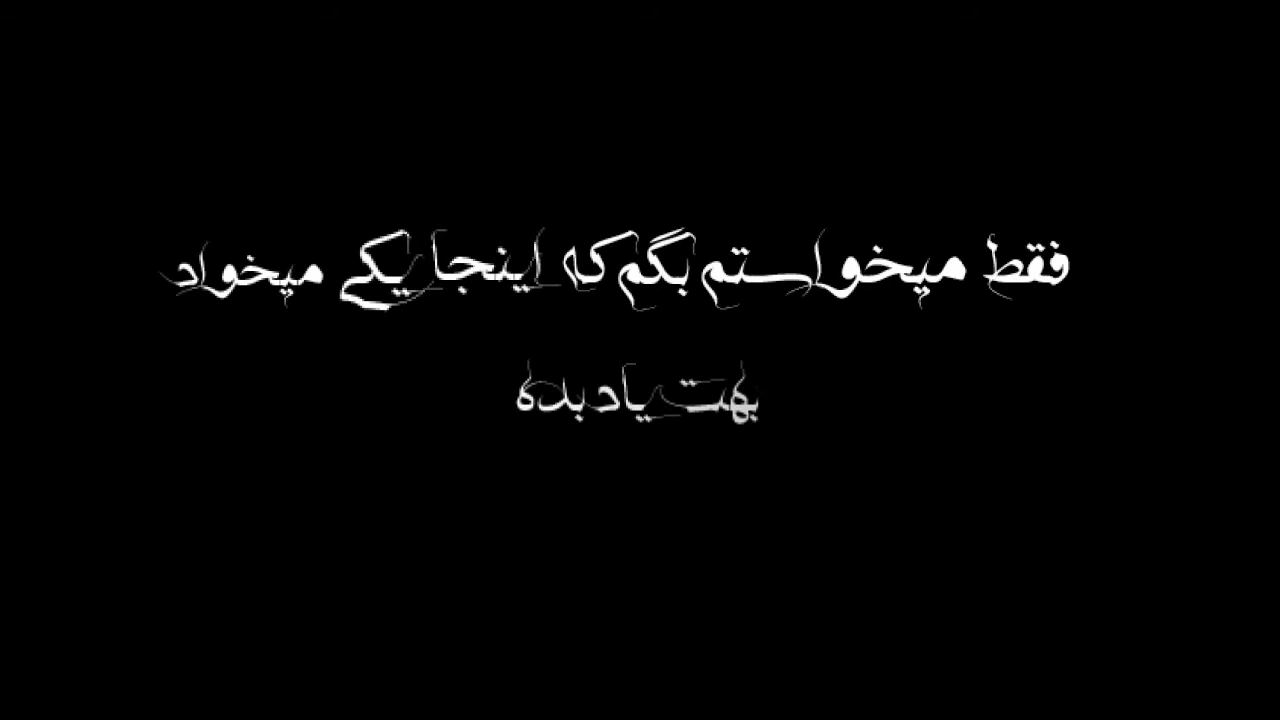 فقط میخواستم بگم که اینجا یکی میخواد
بهت یاد بده